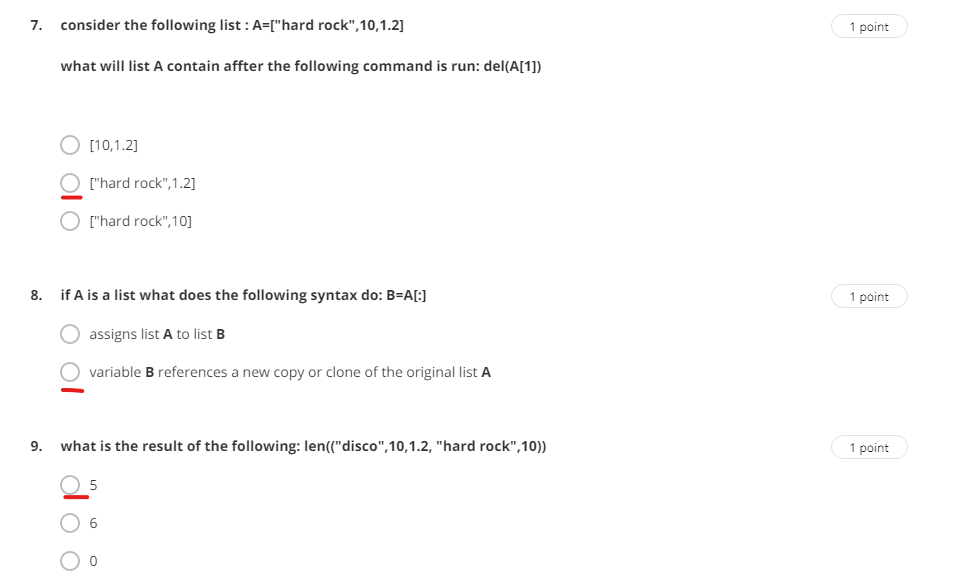 7. consider the following list : A=["hard rock",10,1.2]
1 point
what will list A contain affter the following command is run: del(A[1])
[10,1.2]
["hard rock",1.2]
["hard rock",10]
8. if A is a list what does the following syntax do: B=A[:]
1 point
assigns list A to list B
variable B references a new copy or clone of the original list A
9. what is the result of the following: len(("disco",10,1.2, "hard rock",10))
1 point
5
6
0